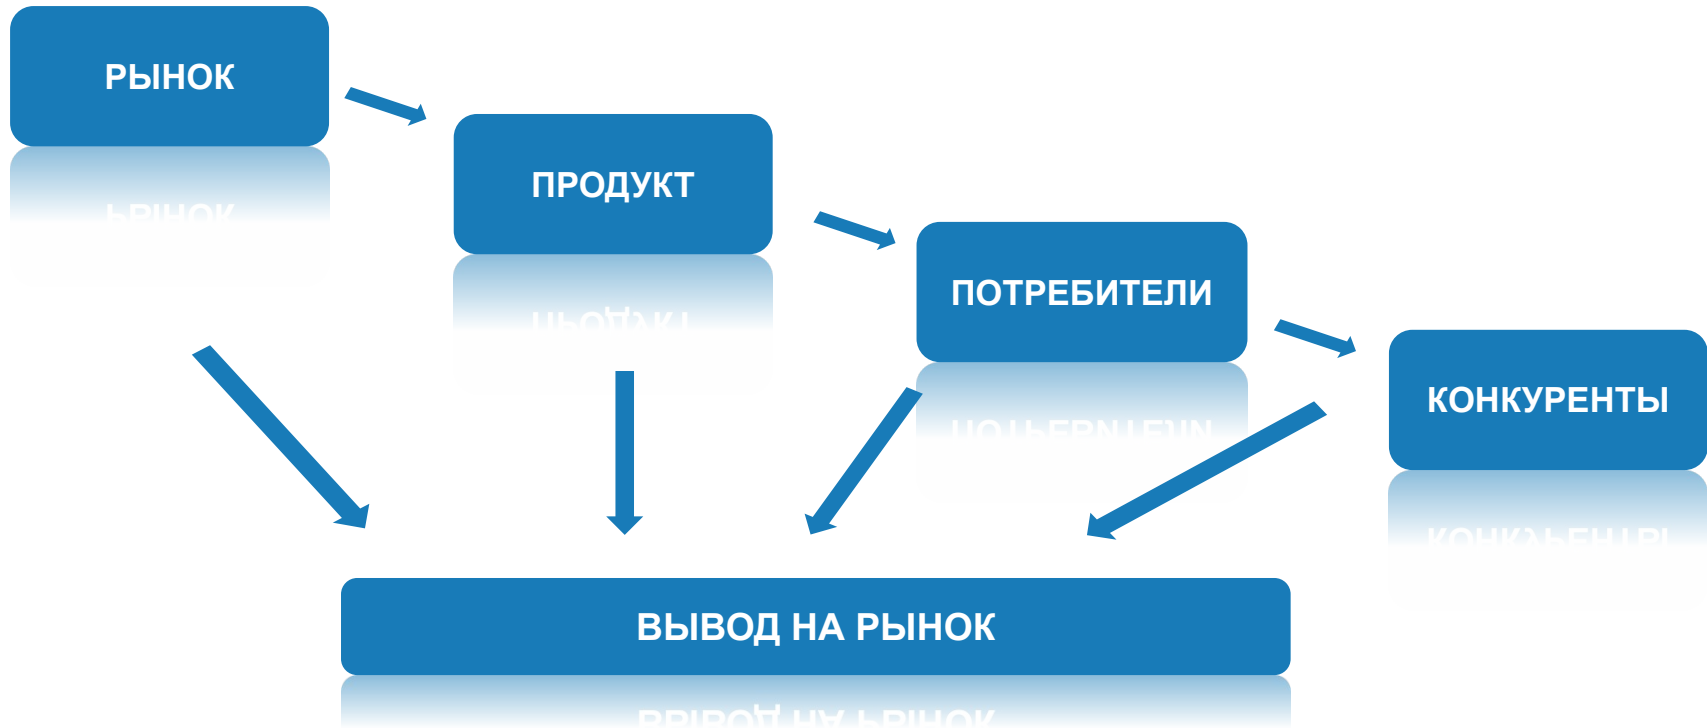 РЫНОК
ПРОДУКТ
ПОТРЕБИТЕЛИ
КОНКУРЕНТЫ
ВЫВОД НА РЫНОК